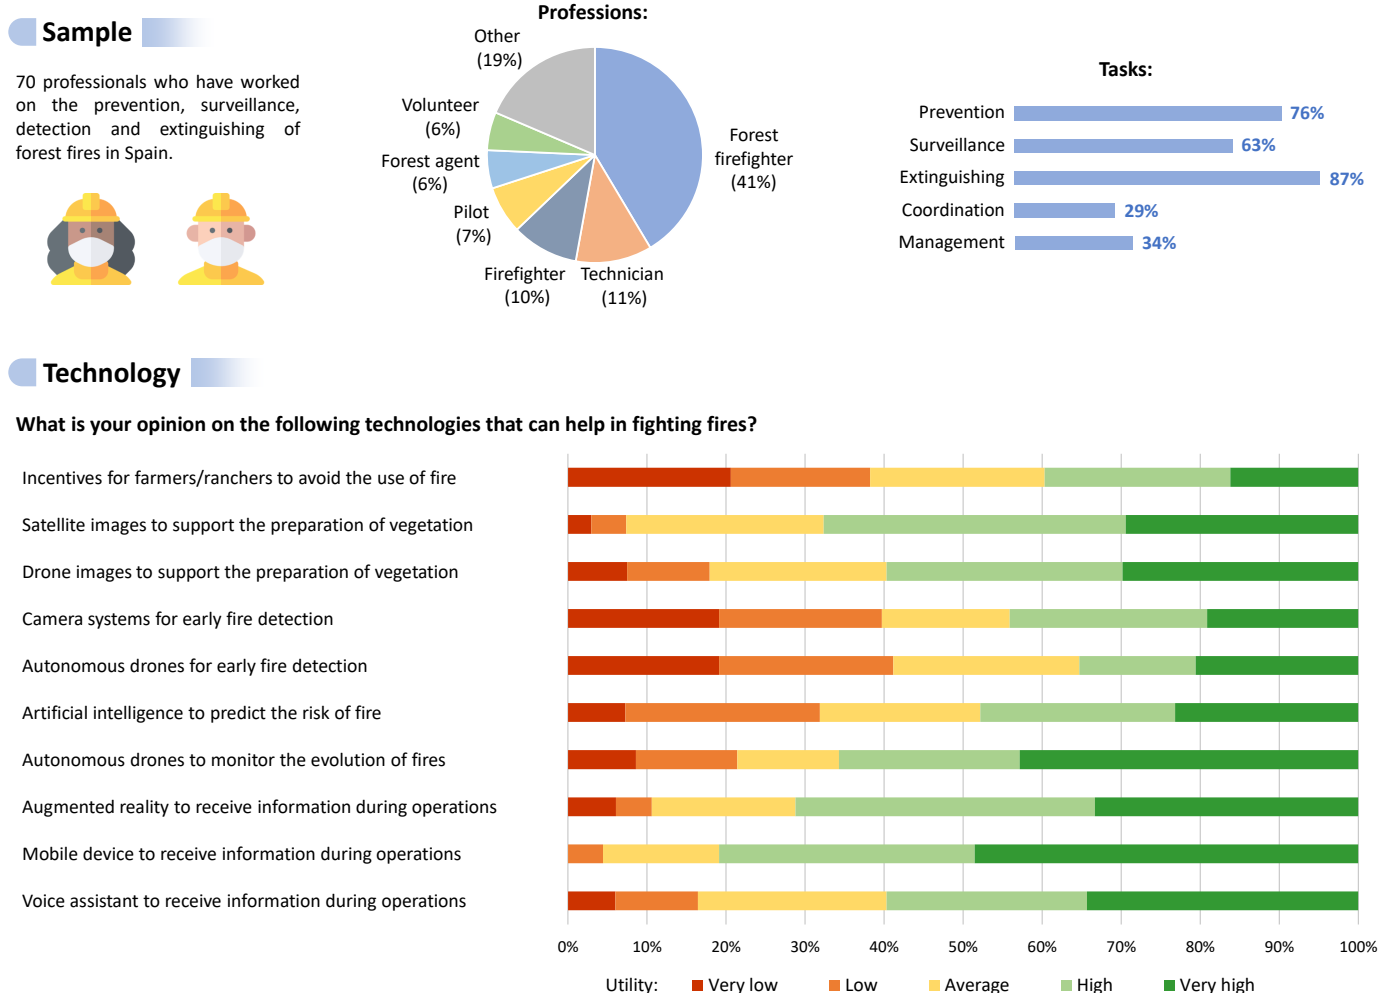 Sample
70 professionals who have worked
on the prevention, surveillance,
detection and extinguishing of
forest fires in Spain.
Professions:
Other
(19%)
Volunteer
(6%)
Forest agent
(6%)
Pilot
(7%)
Firefighter
(10%)
Technician
(11%)
Forest
firefighter
(41%)
Tasks:
Prevention 76%
Surveillance 63%
Extinguishing 87%
Coordination 29%
Management 34%
Technology
What is your opinion on the following technologies that can help in fighting fires?
Incentives for farmers/ranchers to avoid the use of fire
Satellite images to support the preparation of vegetation
Drone images to support the preparation of vegetation
Camera systems for early fire detection
Autonomous drones for early fire detection
Artificial intelligence to predict the risk of fire
Autonomous drones to monitor the evolution of fires
Augmented reality to receive information during operations
Mobile device to receive information during operations
Voice assistant to receive information during operations
0% 10% 20% 30% 40% 50% 60% 70% 80% 90% 100%
Utility: Very low Low Average High Very high